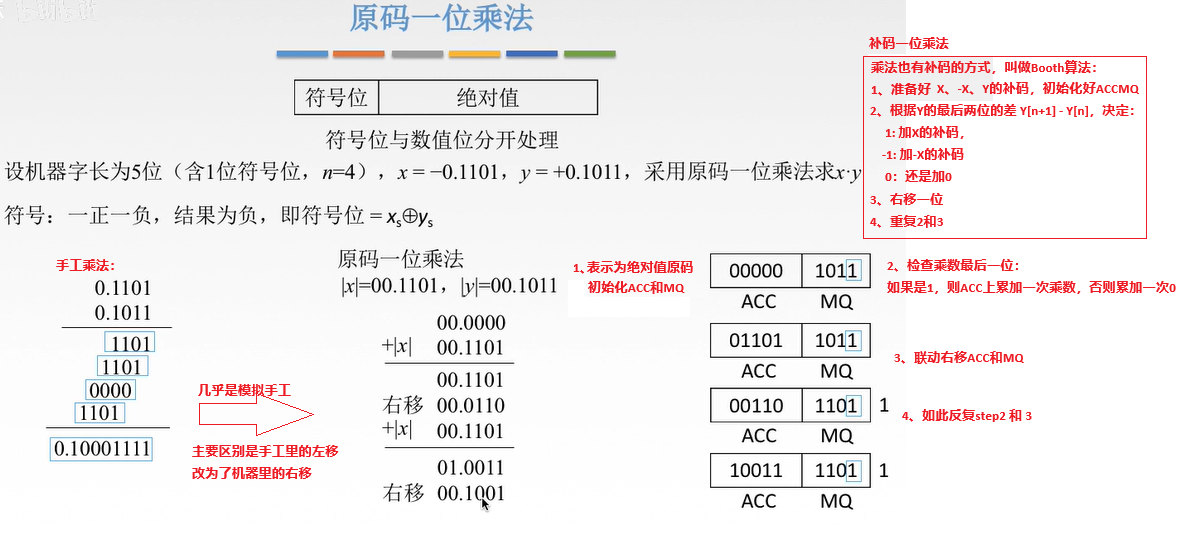 原码一位乘法
符号位 绝对值
符号位与数值位分开处理
设机器字长为5位（含1位符号位，n=4），x = −0.1101，y = +0.1011，采用原码一位乘法求x·y
符号：一正一负，结果为负，即符号位 = xs⊕ys
补码一位乘法
乘法也有补码的方式，叫做Booth算法：
1、准备好 X、-X、Y的补码，初始化好ACCMQ
2、根据Y的最后两位的差 Y[n+1] - Y[n]，决定：
1: 加X的补码，
-1: 加-X的补码
0：还是加0
3、右移一位
4、重复2和3
手工乘法：
0.1101
0.1011
1101
1101
0000
1101
0.10001111
几乎是模拟手工
主要区别是手工里的左移
改为了机器里的右移
原码一位乘法
|x|=00.1101，|y|=00.1011
00.0000
+|x| 00.1101
00.1101
右移 00.0110
+|x| 00.1101
01.0011
右移 00.1001
1、表示为绝对值原码
初始化ACC和MQ
00000 1011
ACC MQ
01101 1011
ACC MQ
00110 1101 1
ACC MQ
10011 1101 1
ACC MQ
2、检查乘数最后一位：
如果是1，则ACC上累加一次乘数，否则累加一次0
3、联动右移ACC和MQ
4、如此反复step2 和 3